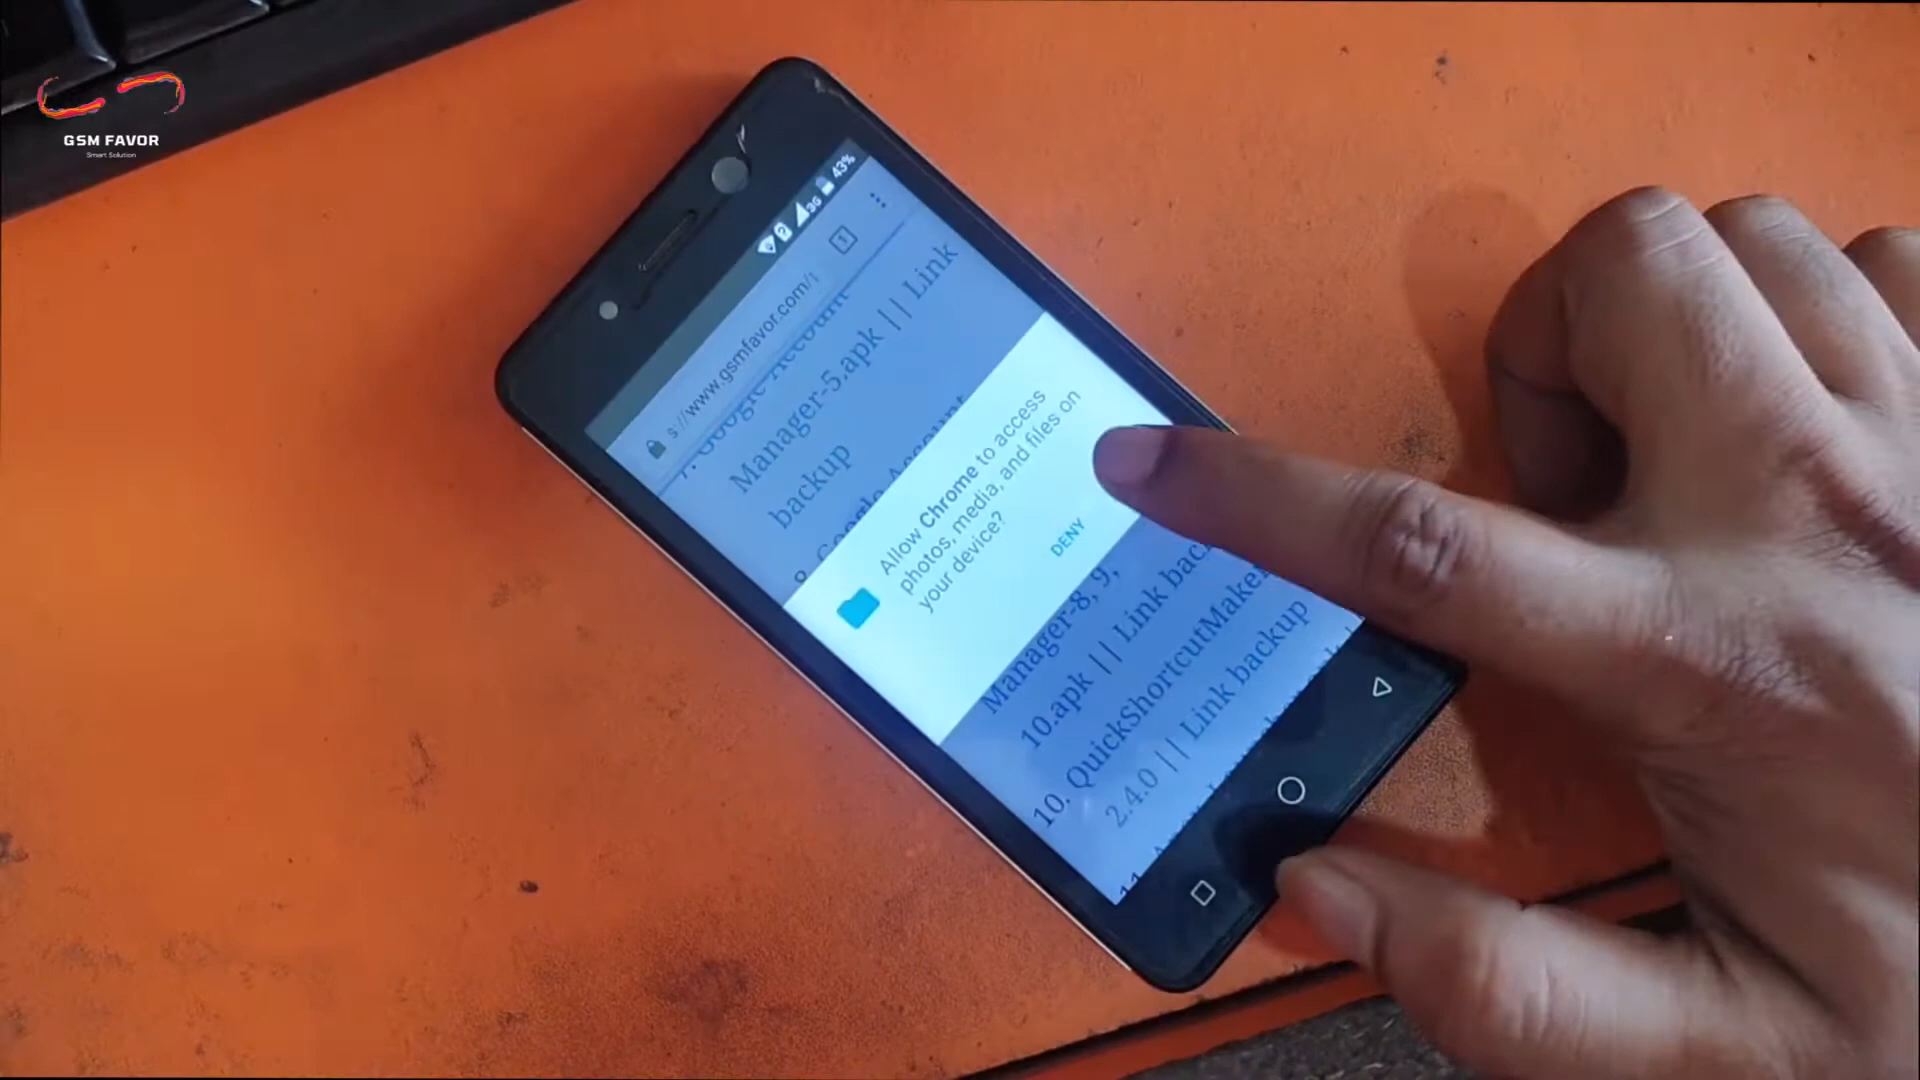 GSM FAVOR
Smart Solution
43%
3G
1
s://www.gsmfavor.com/
7. Google Account
Manager-5.apk || Link
backup
8. Google Account
Allow Chrome to access
photos, media, and files on
your device?
DENY
Manager-8, 9,
10.apk || Link
10. QuickShortcutMaker
2.4.0 || Link backup
11.